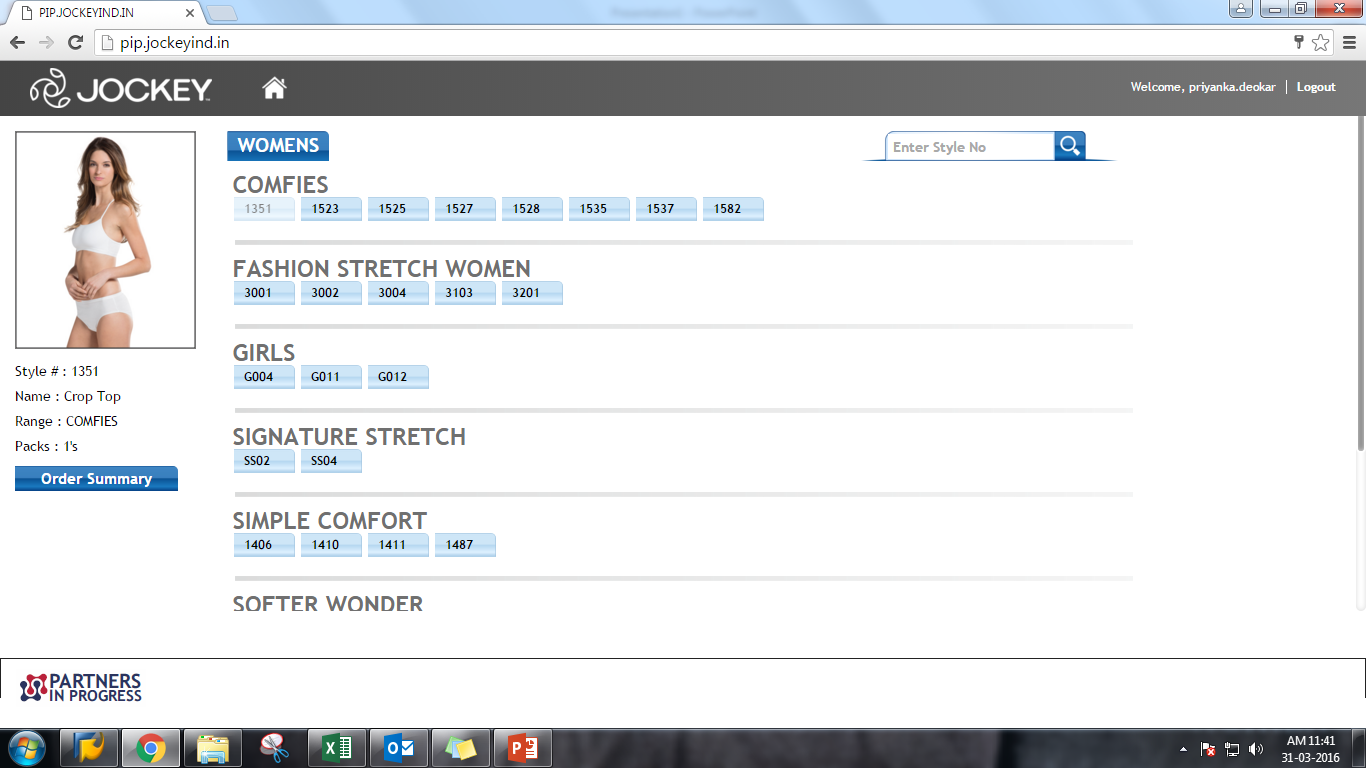 PIP.JOCKEYIND.IN
pip.jockeyind.in
JOCKEY
Welcome, priyanka.deokar | Logout
WOMENS
Enter Style No
COMFIES
1351 1523 1525 1527 1528 1535 1537 1582
FASHION STRETCH WOMEN
3001 3002 3004 3103 3201
GIRLS
G004 G011 G012
SIGNATURE STRETCH
SS02 SS04
SIMPLE COMFORT
1406 1410 1411 1487
SOFTER WONDER
Style # : 1351
Name : Crop Top
Range : COMFIES
Packs : 1's
Order Summary
PARTNERS
IN PROGRESS
AM 11:41
31-03-2016